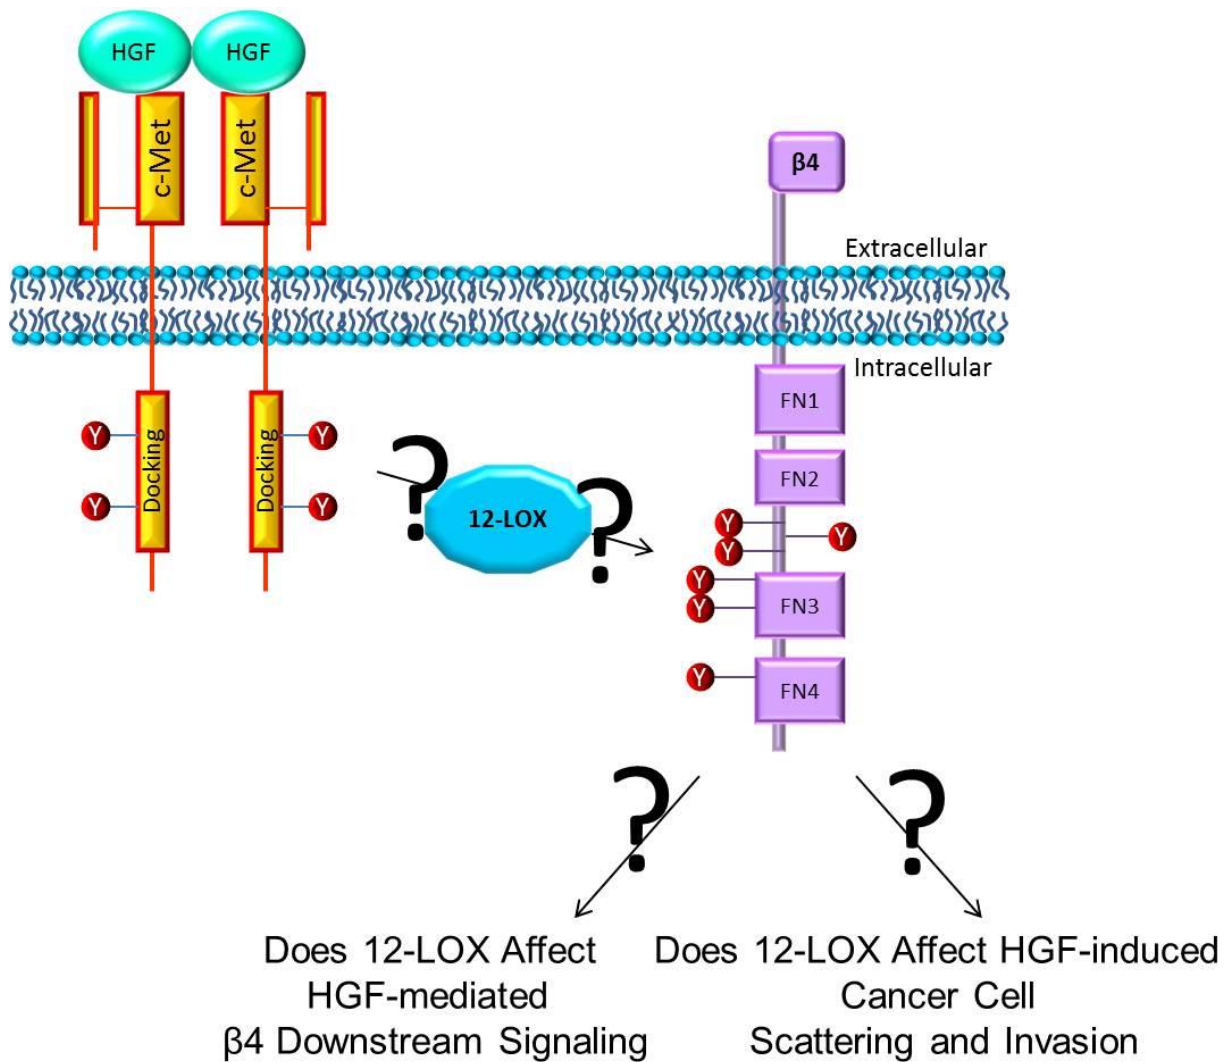 HGF
HGF
c-Met
c-Met
β4
Extracellular
Intracellular
Docking
Docking
Y
Y
Y
Y
?
12-LOX
?
FN1
FN2
Y
Y
Y
Y
Y
FN3
Y
FN4
?
?
Does 12-LOX Affect
HGF-mediated
β4 Downstream Signaling
Does 12-LOX Affect HGF-induced
Cancer Cell
Scattering and Invasion